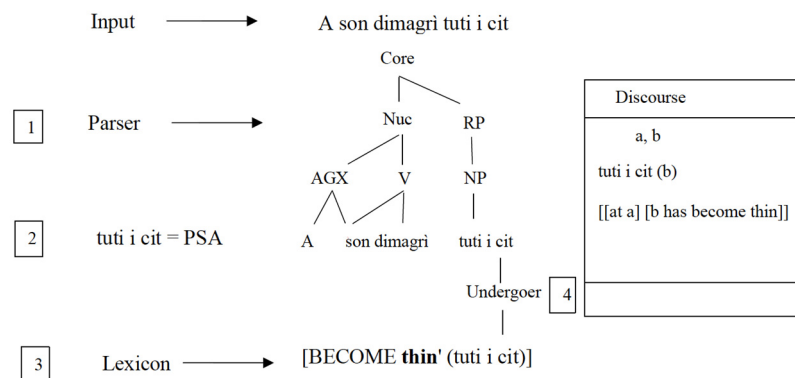 Input A son dimagrì tuti i cit
Core
Discourse
1 Parser Nuc RP
a, b
tuti i cit (b)
AGX V NP
[[at a] [b has become thin]]
2 tuti i cit = PSA A son dimagrì tuti i cit
Undergoer 4
3 Lexicon [BECOME thin' (tuti i cit)]